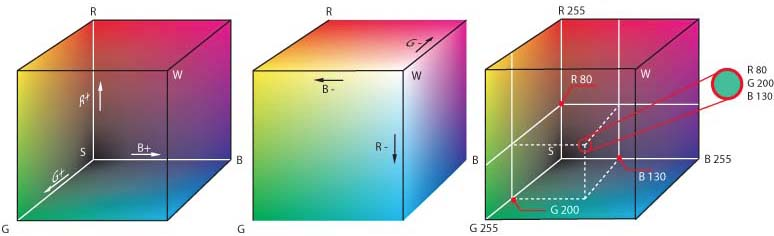 R
W
R+
S
B+
B
G+
G
R
G -
W
B -
R -
G
R 255
W
R 80
G 200
B 130
R 80
S
B
B 255
B 130
G 200
G 255